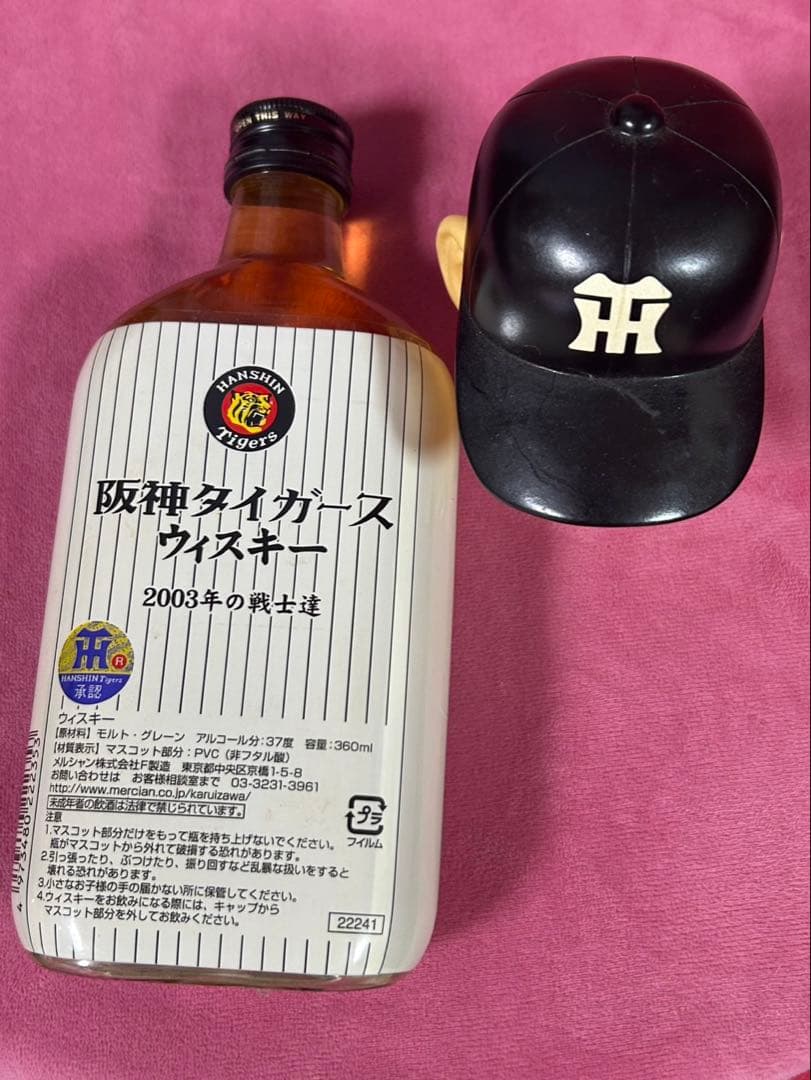 OPEN THIS WAY
HANSHIN
Tigers
阪神タイガース
ウィスキー
2003年の戦士達
HT
R
HANSHIN Tigers
承認
ウィスキー
【原材料】モルト・グレーン アルコール分:37度 容量:360ml
【材質表示】マスコット部分:PVC(非フタル酸)
メルシャン株式会社F製造 東京都中央区京橋1-5-8
お問い合わせは お客様相談室まで 03-3231-3961
http://www.mercian.co.jp/karuizawa/
未成年者の飲酒は法律で禁じられています。
注意
1.マスコット部分だけをもって瓶を持ち上げないでください。
瓶がマスコットから外れて破損する恐れがあります。
2.引っ張ったり、ぶつけたり、振り回すなど乱暴な扱いをすると
壊れる恐れがあります。
3.小さなお子様の手の届かない所に保管してください。
4.ウィスキーをお飲みになる際には、キャップから
マスコット部分を外してお飲みください。
プラ
フィルム
22241
4 973480 222353
HT